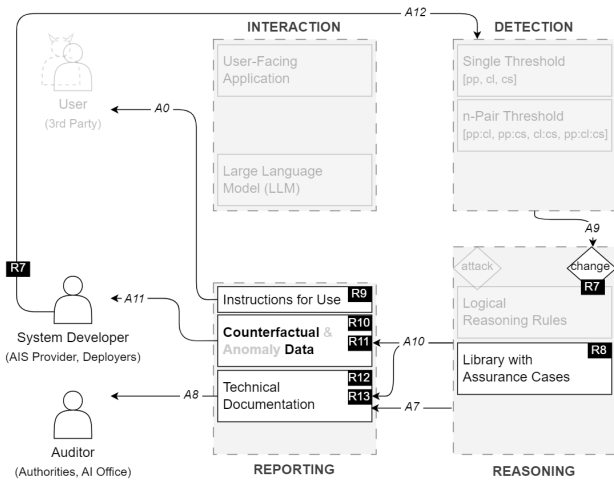 A12
INTERACTION
DETECTION
User-Facing
Application
Single Threshold
[pp, cl, cs]
User
(3rd Party)
A0
n-Pair Threshold
[pp:cl, pp:cs, cl:cs, pp:cl:cs]
Large Language
Model (LLM)
A9
R7
attack
change
R7
Instructions for Use
R9
A11
Logical
Reasoning Rules
System Developer
(AIS Provider, Deployers)
Counterfactual &
Anomaly Data
R10
R11
A10
Library with
Assurance Cases
R8
A8
Technical
Documentation
R12
R13
A7
Auditor
(Authorities, AI Office)
REPORTING
REASONING